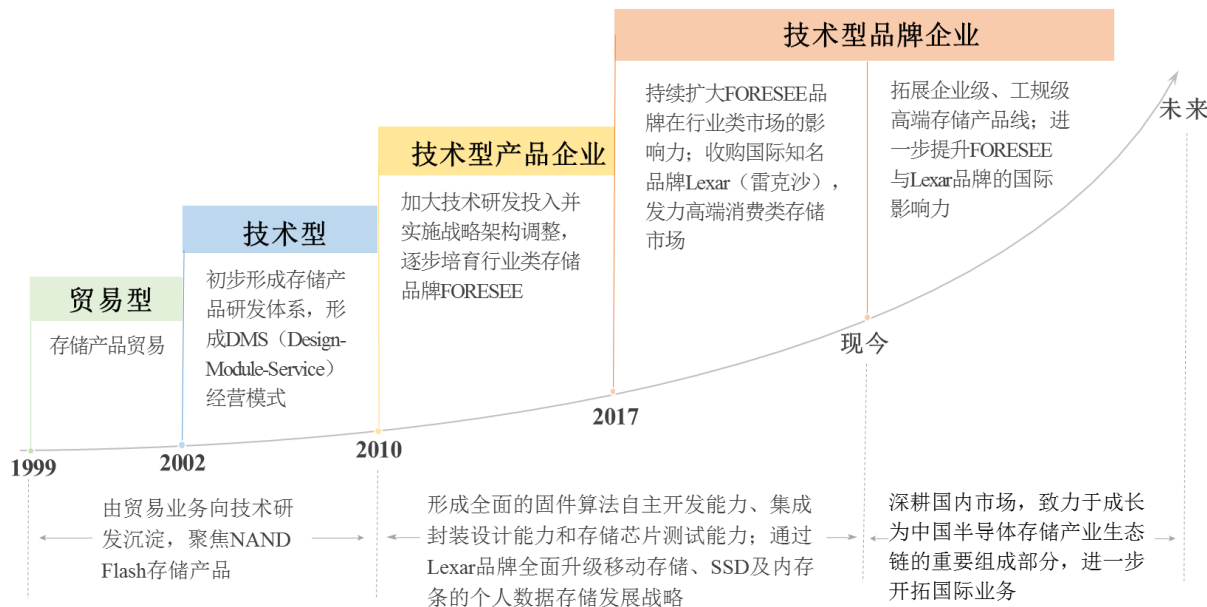 技术型品牌企业
持续扩大FORESEE品
牌在行业类市场的影
响力；收购国际知名
品牌Lexar（雷克沙），
发力高端消费类存储
市场
拓展企业级、工规级
高端存储产品线；进
一步提升FORESEE
与Lexar品牌的国际
影响力
未来
技术型产品企业
加大技术研发投入并
实施战略架构调整，
逐步培育行业类存储
品牌FORESEE
技术型
初步形成存储产
品研发体系，形
成DMS（Design-
Module-Service）
经营模式
贸易型
存储产品贸易
现今
2017
2010
2002
1999
由贸易业务向技术研
发沉淀，聚焦NAND
Flash存储产品
形成全面的固件算法自主开发能力、集成
封装设计能力和存储芯片测试能力；通过
Lexar品牌全面升级移动存储、SSD及内存
条的个人数据存储发展战略
深耕国内市场，致力于成长
为中国半导体存储产业生态
链的重要组成部分，进一步
开拓国际业务